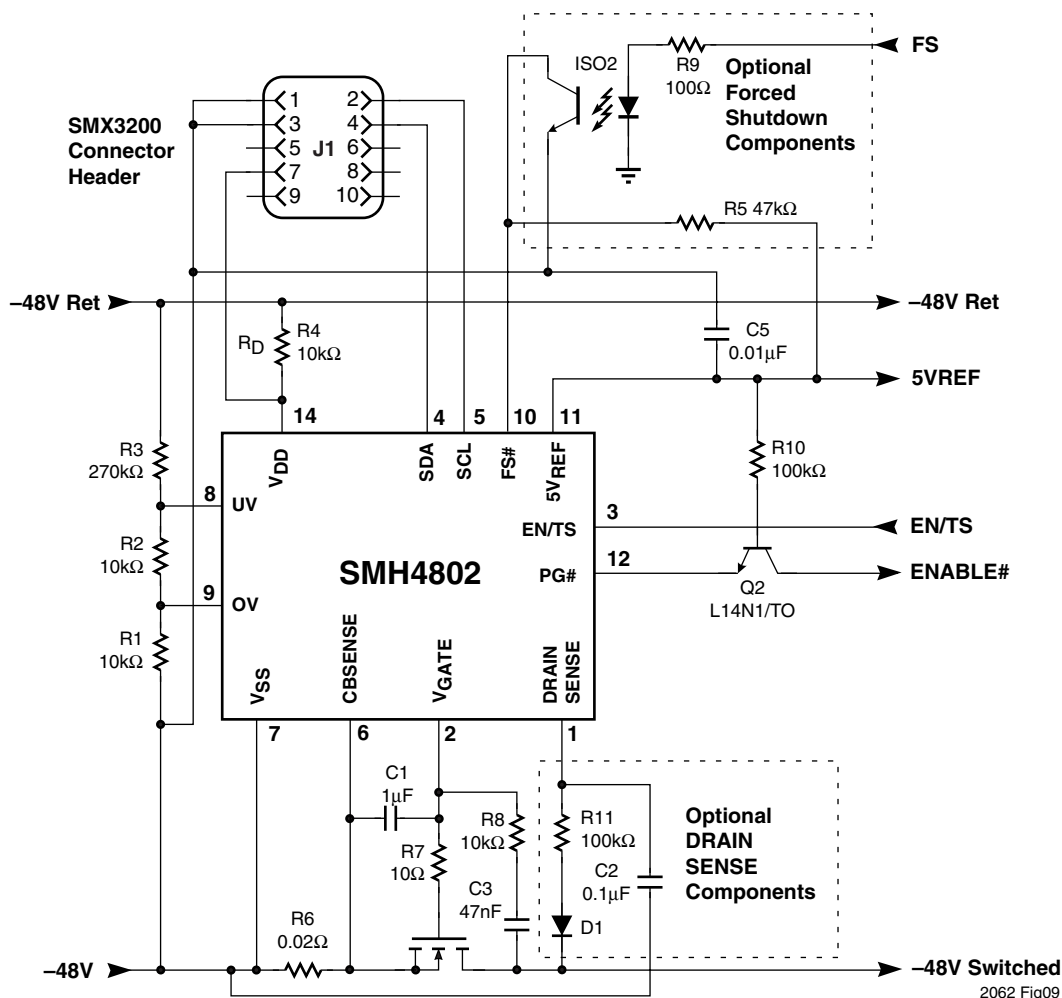 FS
ISO2
R9
100Ω
Optional
Forced
Shutdown
Components
SMX3200
Connector
Header
J1
1
2
3
4
5
6
7
8
9
10
R5 47kΩ
–48V Ret
–48V Ret
RD
R4
10kΩ
C5
0.01µF
5VREF
14
4
5
10
11
VDD
SDA
SCL
FS#
5VREF
R10
100kΩ
R3
270kΩ
8
UV
EN/TS
3
EN/TS
R2
10kΩ
SMH4802
PG#
12
ENABLE#
Q2
L14N1/TO
9
OV
R1
10kΩ
VSS
CBSENSE
VGATE
DRAIN
SENSE
7
6
2
1
C1
1µF
R8
10kΩ
R11
100kΩ
Optional
DRAIN
SENSE
Components
R7
10Ω
C2
0.1µF
C3
47nF
D1
R6
0.02Ω
–48V
–48V Switched
2062 Fig09